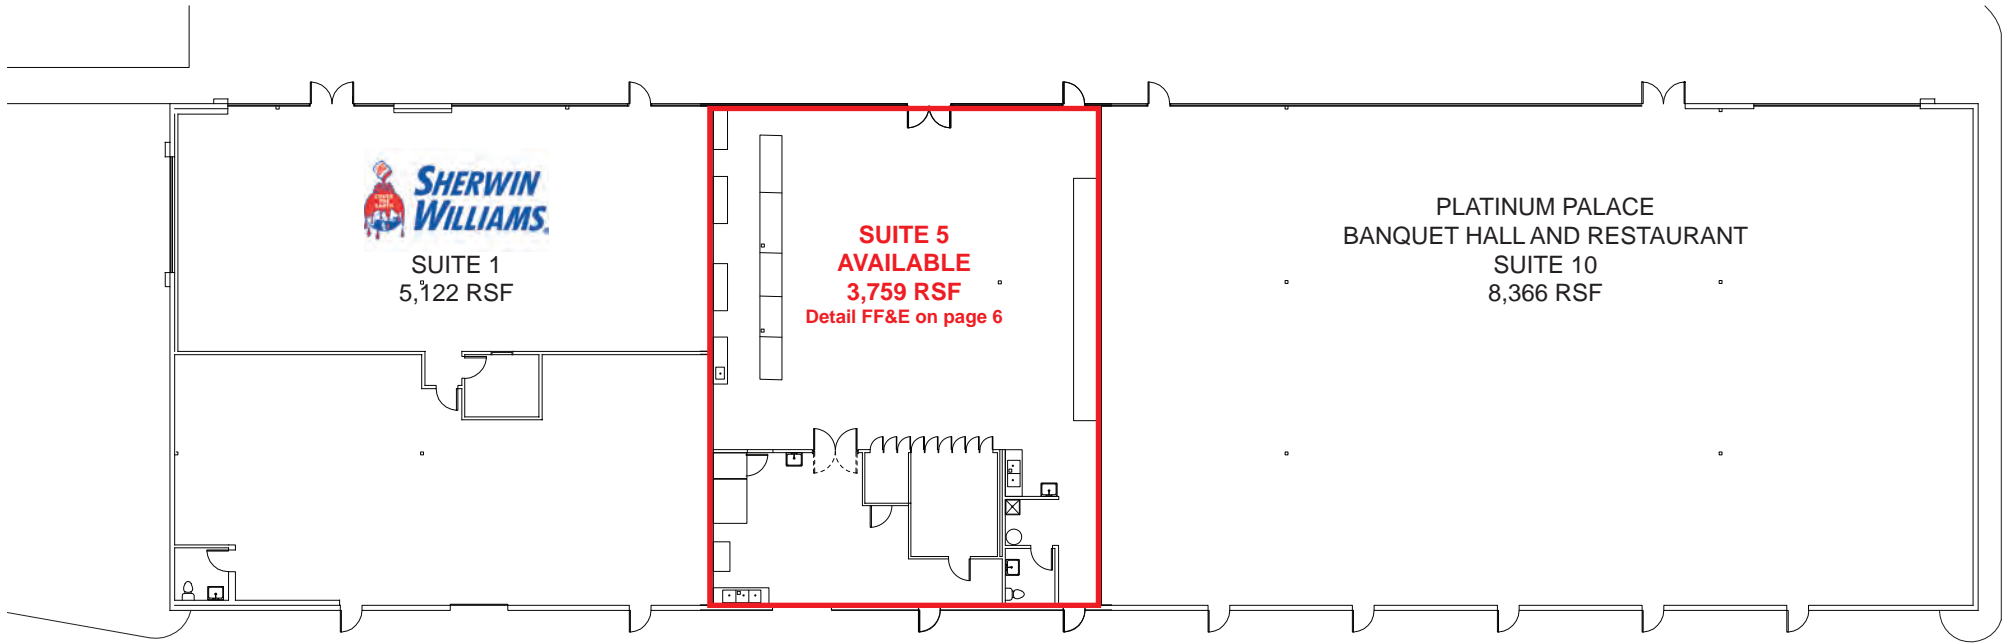 SHERWIN
WILLIAMS.
SUITE 1
5,122 RSF
SUITE 5
AVAILABLE
3,759 RSF
Detail FF&E on page 6
PLATINUM PALACE
BANQUET HALL AND RESTAURANT
SUITE 10
8,366 RSF